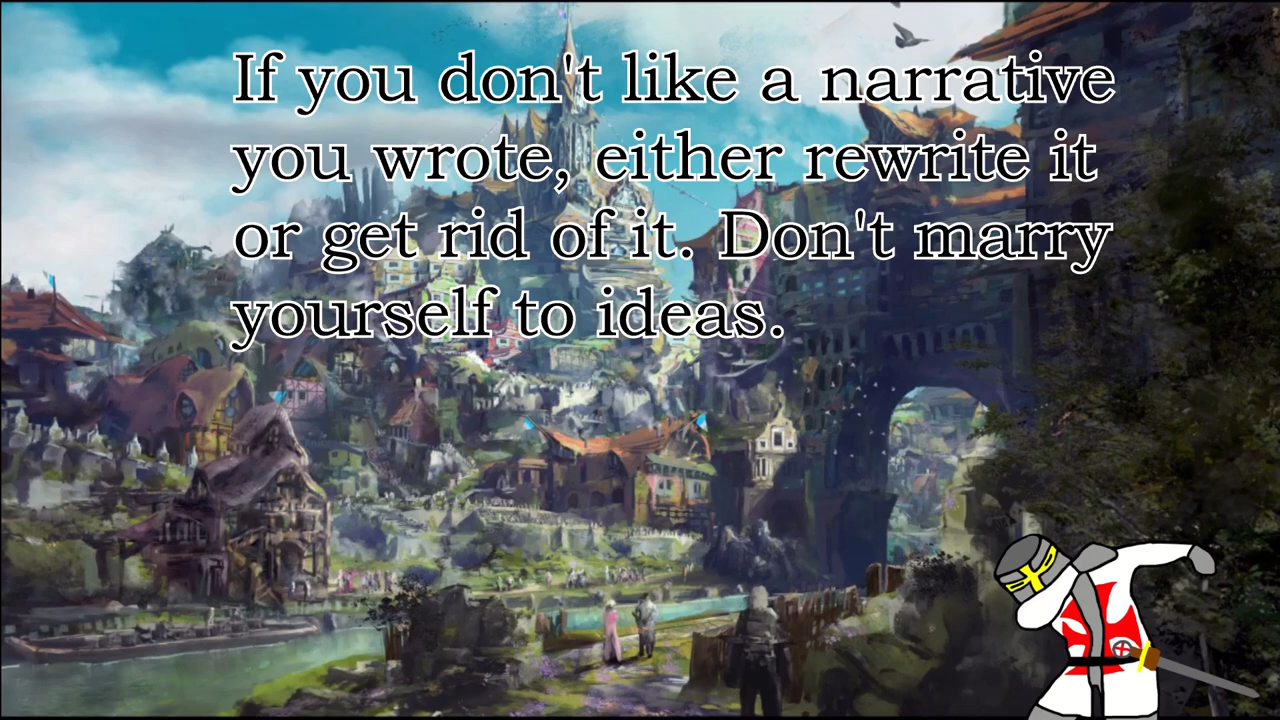 If you don't like a narrative
you wrote, either rewrite it
or get rid of it. Don't marry
yourself to ideas.